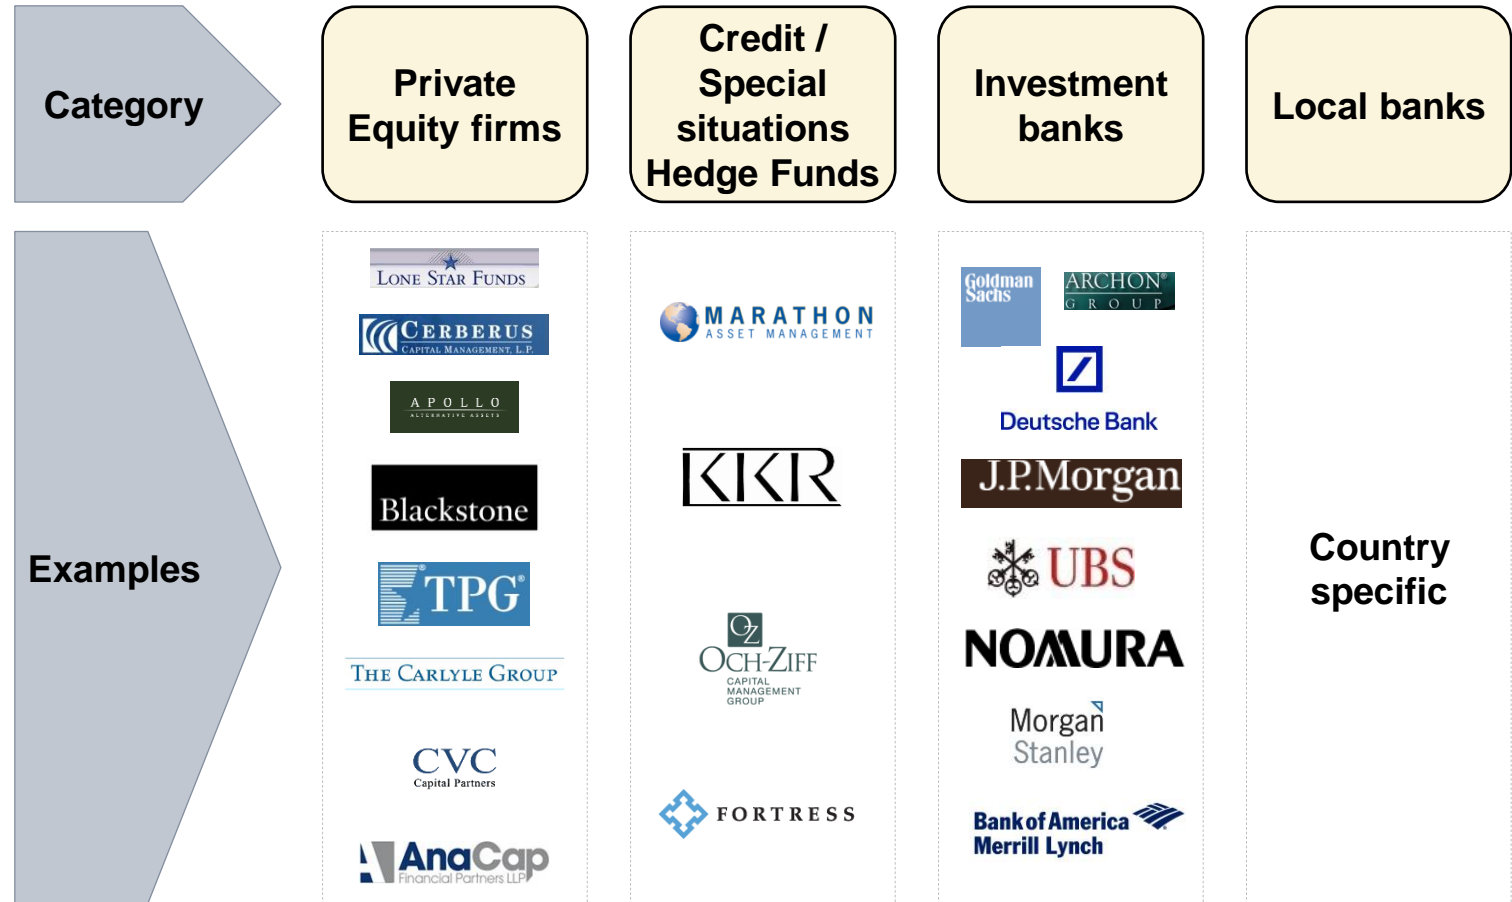 Category
Private
Equity firms
Credit /
Special
situations
Hedge Funds
Investment
banks
Local banks
Examples
LONE STAR FUNDS
CERBERUS
CAPITAL MANAGEMENT, L.P.
APOLLO
ALTERNATIVE ASSETS
Blackstone
TPG
THE CARLYLE GROUP
CVC
Capital Partners
AnaCap
Financial Partners LLP
MARATHON
ASSET MANAGEMENT
KKR
OZ
OCH-ZIFF
CAPITAL
MANAGEMENT
GROUP
FORTRESS
Goldman
Sachs
ARCHON®
GROUP
Deutsche Bank
J.P.Morgan
UBS
NOMURA
Morgan
Stanley
Bank of America
Merrill Lynch
Country
specific